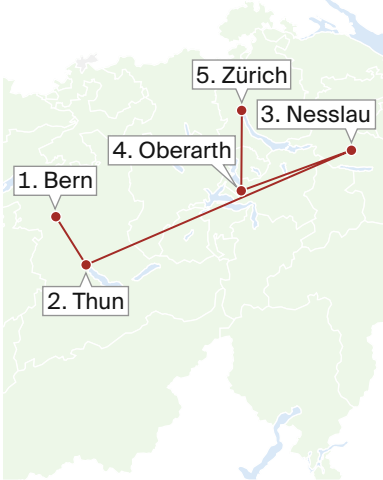 5. Zürich
3. Nesslau
4. Oberarth
1. Bern
2. Thun